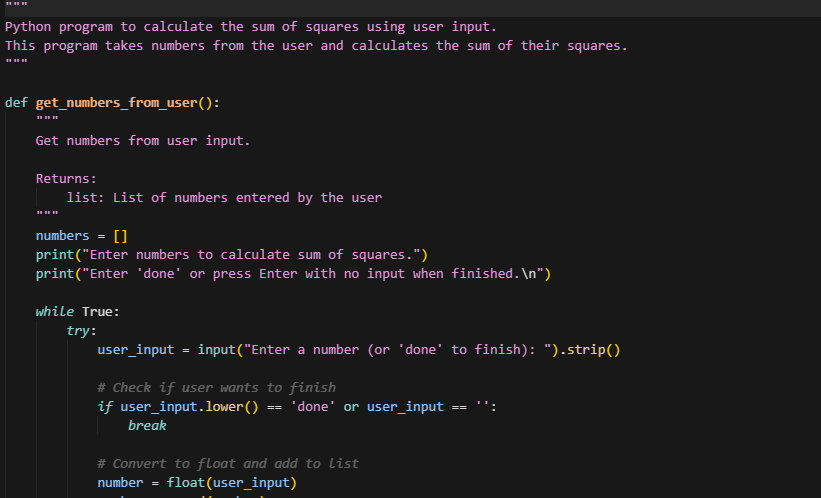 """
Python program to calculate the sum of squares using user input.
This program takes numbers from the user and calculates the sum of their squares.
"""

def get_numbers_from_user():
    """
    Get numbers from user input.

    Returns:
        list: List of numbers entered by the user
    """
    numbers = []
    print("Enter numbers to calculate sum of squares.")
    print("Enter 'done' or press Enter with no input when finished.\n")

    while True:
        try:
            user_input = input("Enter a number (or 'done' to finish): ").strip()

            # Check if user wants to finish
            if user_input.lower() == 'done' or user_input == '':
                break

            # Convert to float and add to list
            number = float(user_input)